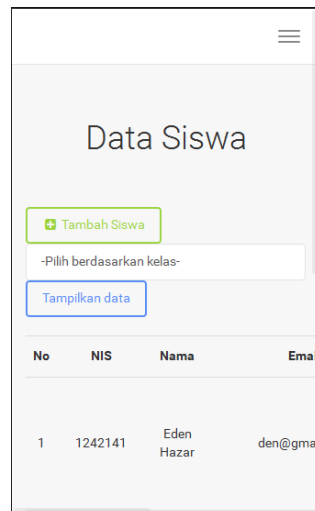 Data Siswa
Tambah Siswa
-Pilih berdasarkan kelas-
Tampilkan data
No NIS Nama
1 1242141 Eden
Hazar